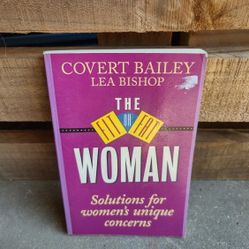 COVERT BAILEY
LEA BISHOP
THE
FIT OR FAT
WOMAN
Solutions for
women's unique
concerns